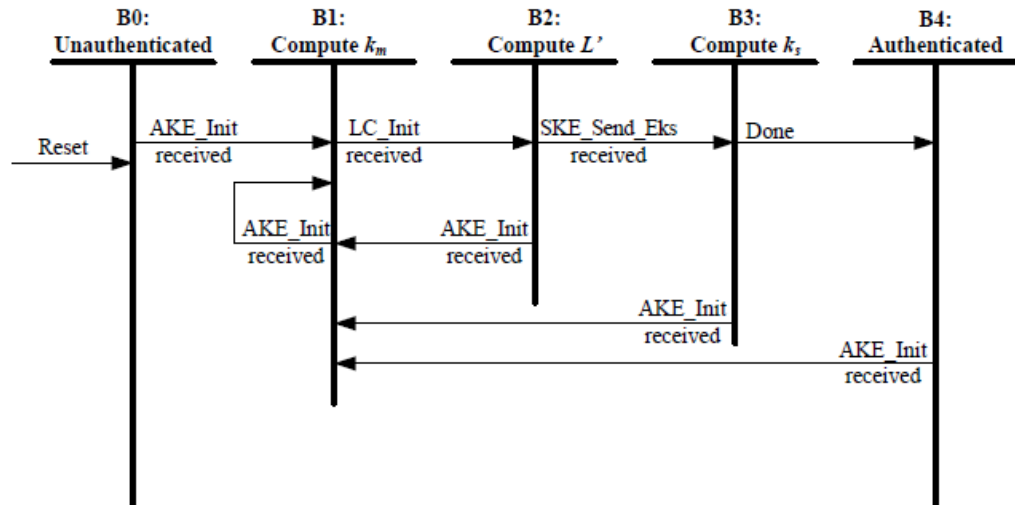 B0:
Unauthenticated
B1:
Compute km
B2:
Compute L’
B3:
Compute ks
B4:
Authenticated
Reset
AKE_Init
received
LC_Init
received
SKE_Send_Eks
received
Done
AKE_Init
received
AKE_Init
received
AKE_Init
received
AKE_Init
received